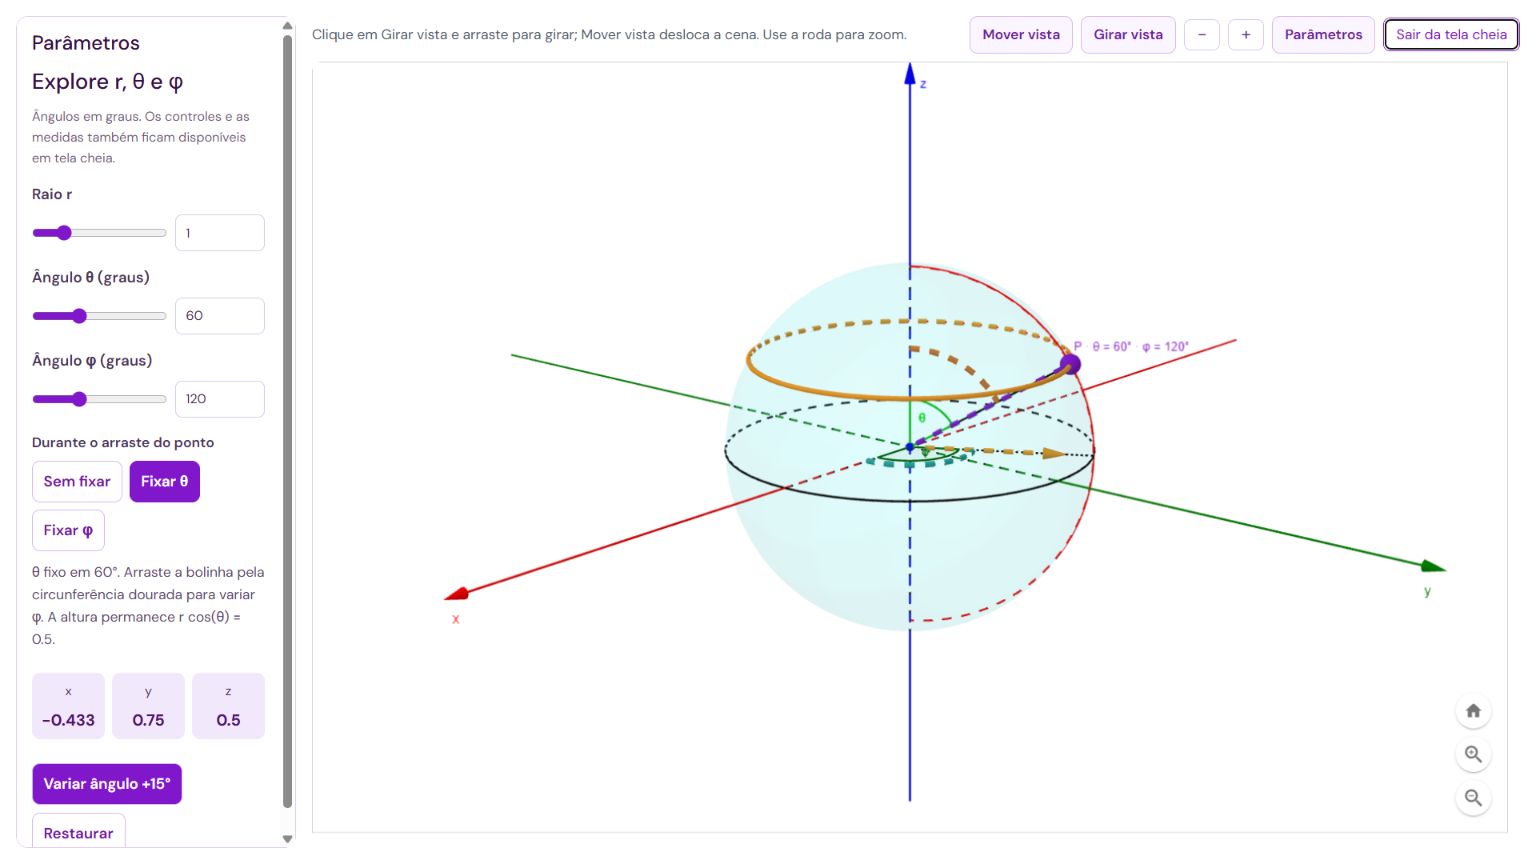 Parâmetros
Explore r, θ e φ
Ângulos em graus. Os controles e as
medidas também ficam disponíveis
em tela cheia.
Raio r
1
Ângulo θ (graus)
60
Ângulo φ (graus)
120
Durante o arraste do ponto
Sem fixar
Fixar θ
Fixar φ
θ fixo em 60°. Arraste a bolinha pela
circunferência dourada para variar
φ. A altura permanece r cos(θ) =
0.5.
x
y
z
-0.433
0.75
0.5
Variar ângulo +15°
Restaurar
Clique em Girar vista e arraste para girar; Mover vista desloca a cena. Use a roda para zoom.
Mover vista
Girar vista
−
+
Parâmetros
Sair da tela cheia
z
P · θ = 60° · φ = 120°
θ
x
y